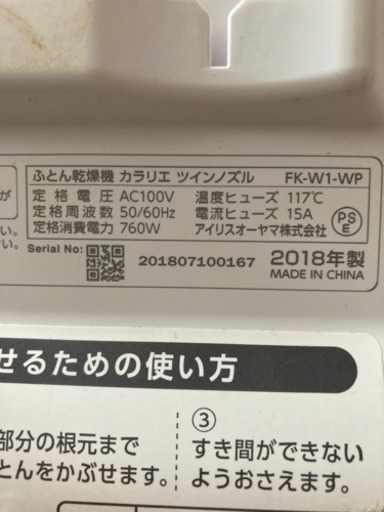 ふとん乾燥機 カラリエ ツインノズル FK-W1-WP
定格電圧 AC100V 温度ヒューズ 117℃
定格周波数 50/60Hz 電流ヒューズ 15A
定格消費電力 760W アイリスオーヤマ株式会社
PSE
が
い。
い。
Serial No: 201807100167 2018年製
MADE IN CHINA
せるための使い方
部分の根元まで
とんをかぶせます。
③
すき間ができない
ようおさえます。